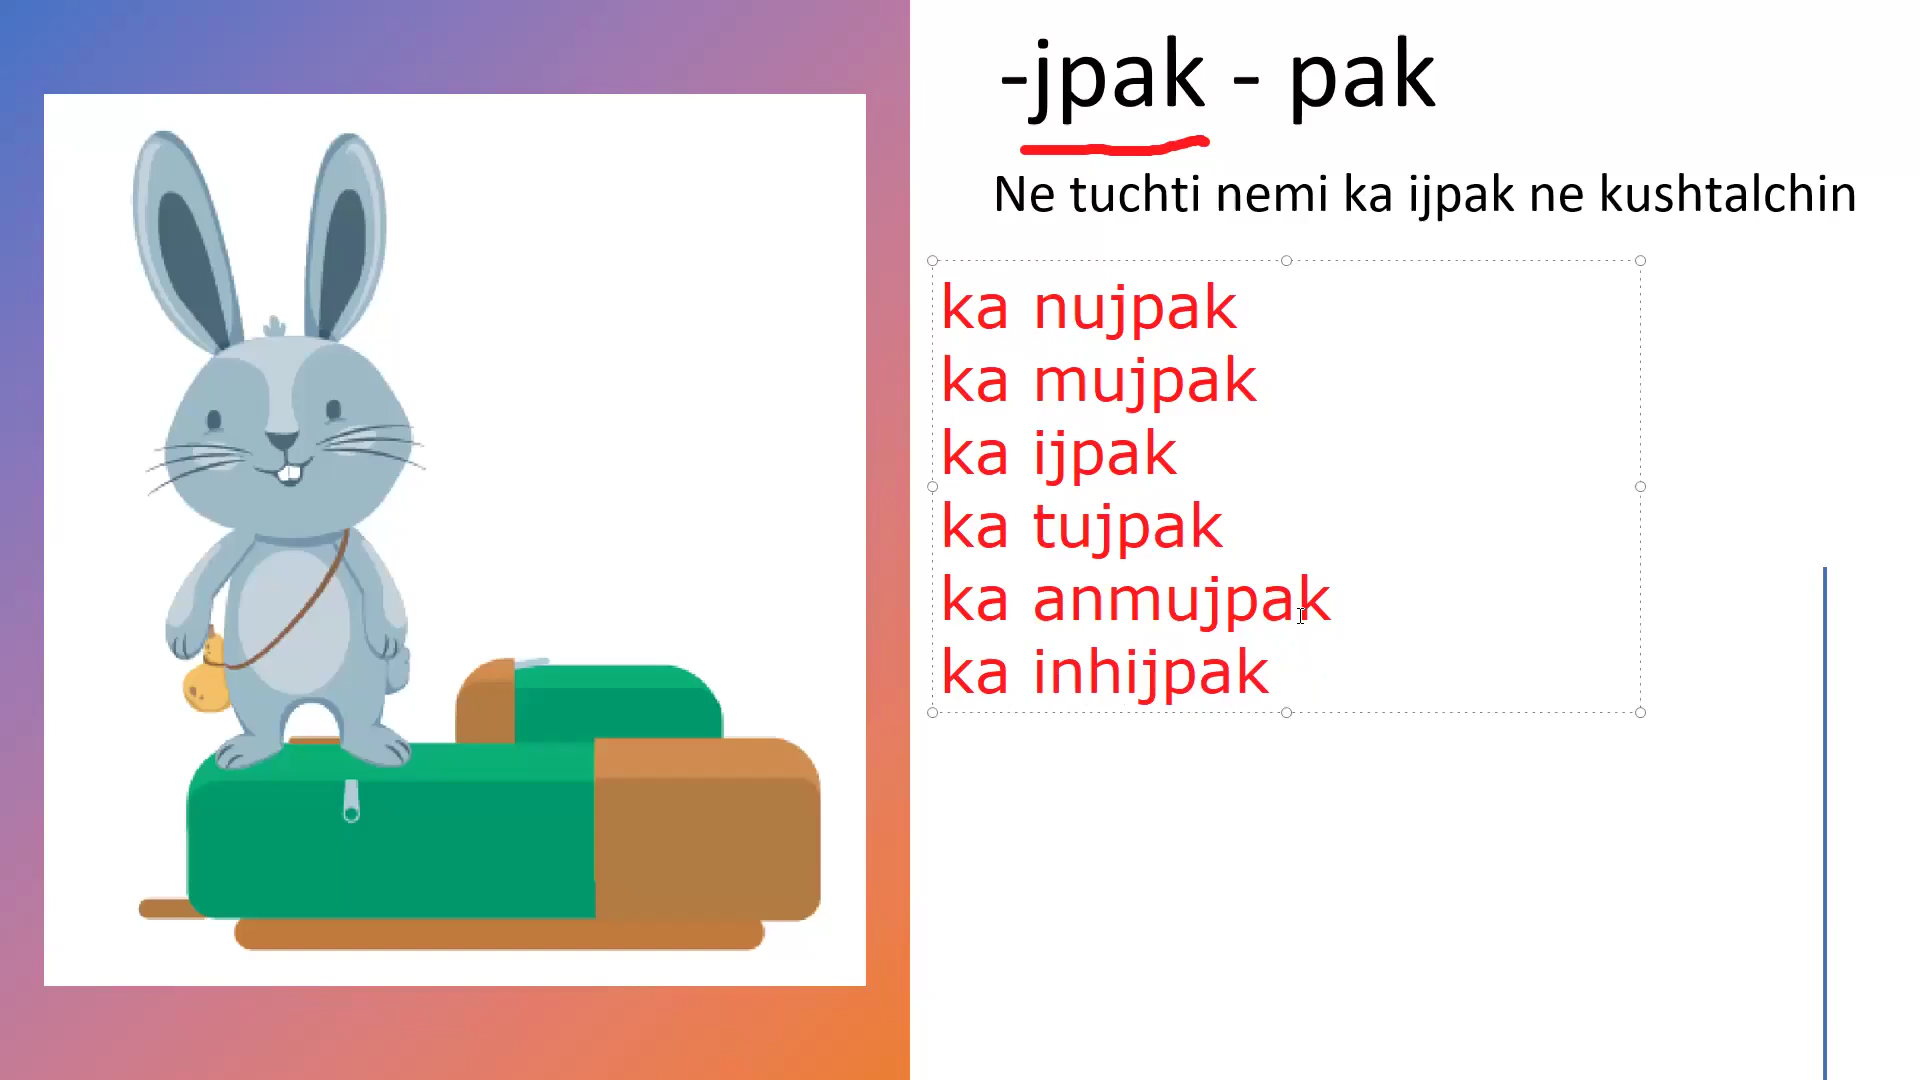 -jpak - pak
Ne tuchti nemi ka ijpak ne kushtalchin
ka nujpak
ka mujpak
ka ijpak
ka tujpak
ka anmujpak
ka inhijpak